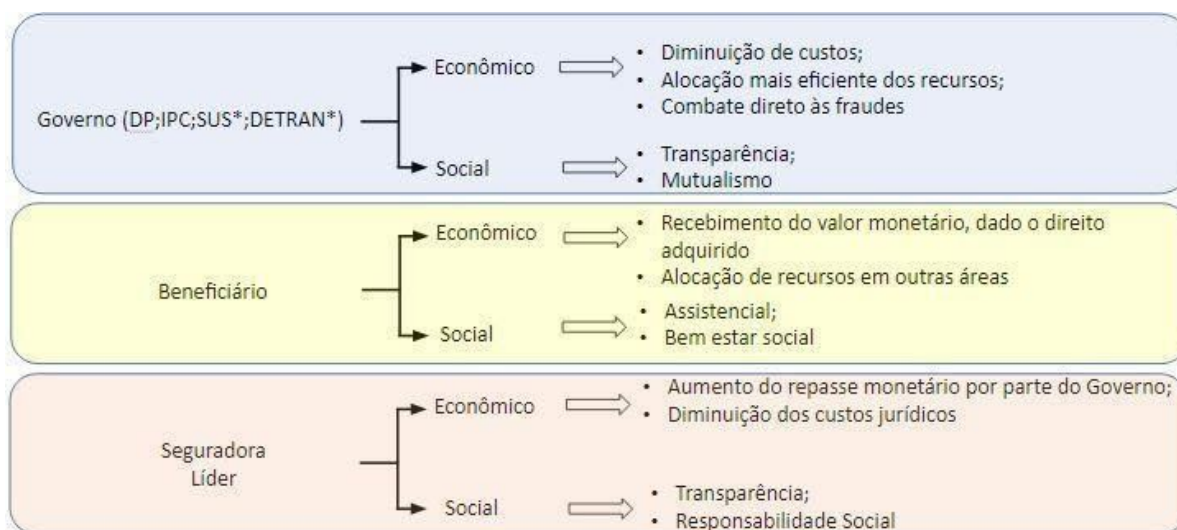 Governo (DP;IPC;SUS*;DETRAN*)
Econômico
• Diminuição de custos;
• Alocação mais eficiente dos recursos;
• Combate direto às fraudes
Social
• Transparência;
• Mutualismo
Beneficiário
Econômico
• Recebimento do valor monetário, dado o direito
adquirido
• Alocação de recursos em outras áreas
Social
• Assistencial;
• Bem estar social
Seguradora
Líder
Econômico
• Aumento do repasse monetário por parte do Governo;
• Diminuição dos custos jurídicos
Social
• Transparência;
• Responsabilidade Social